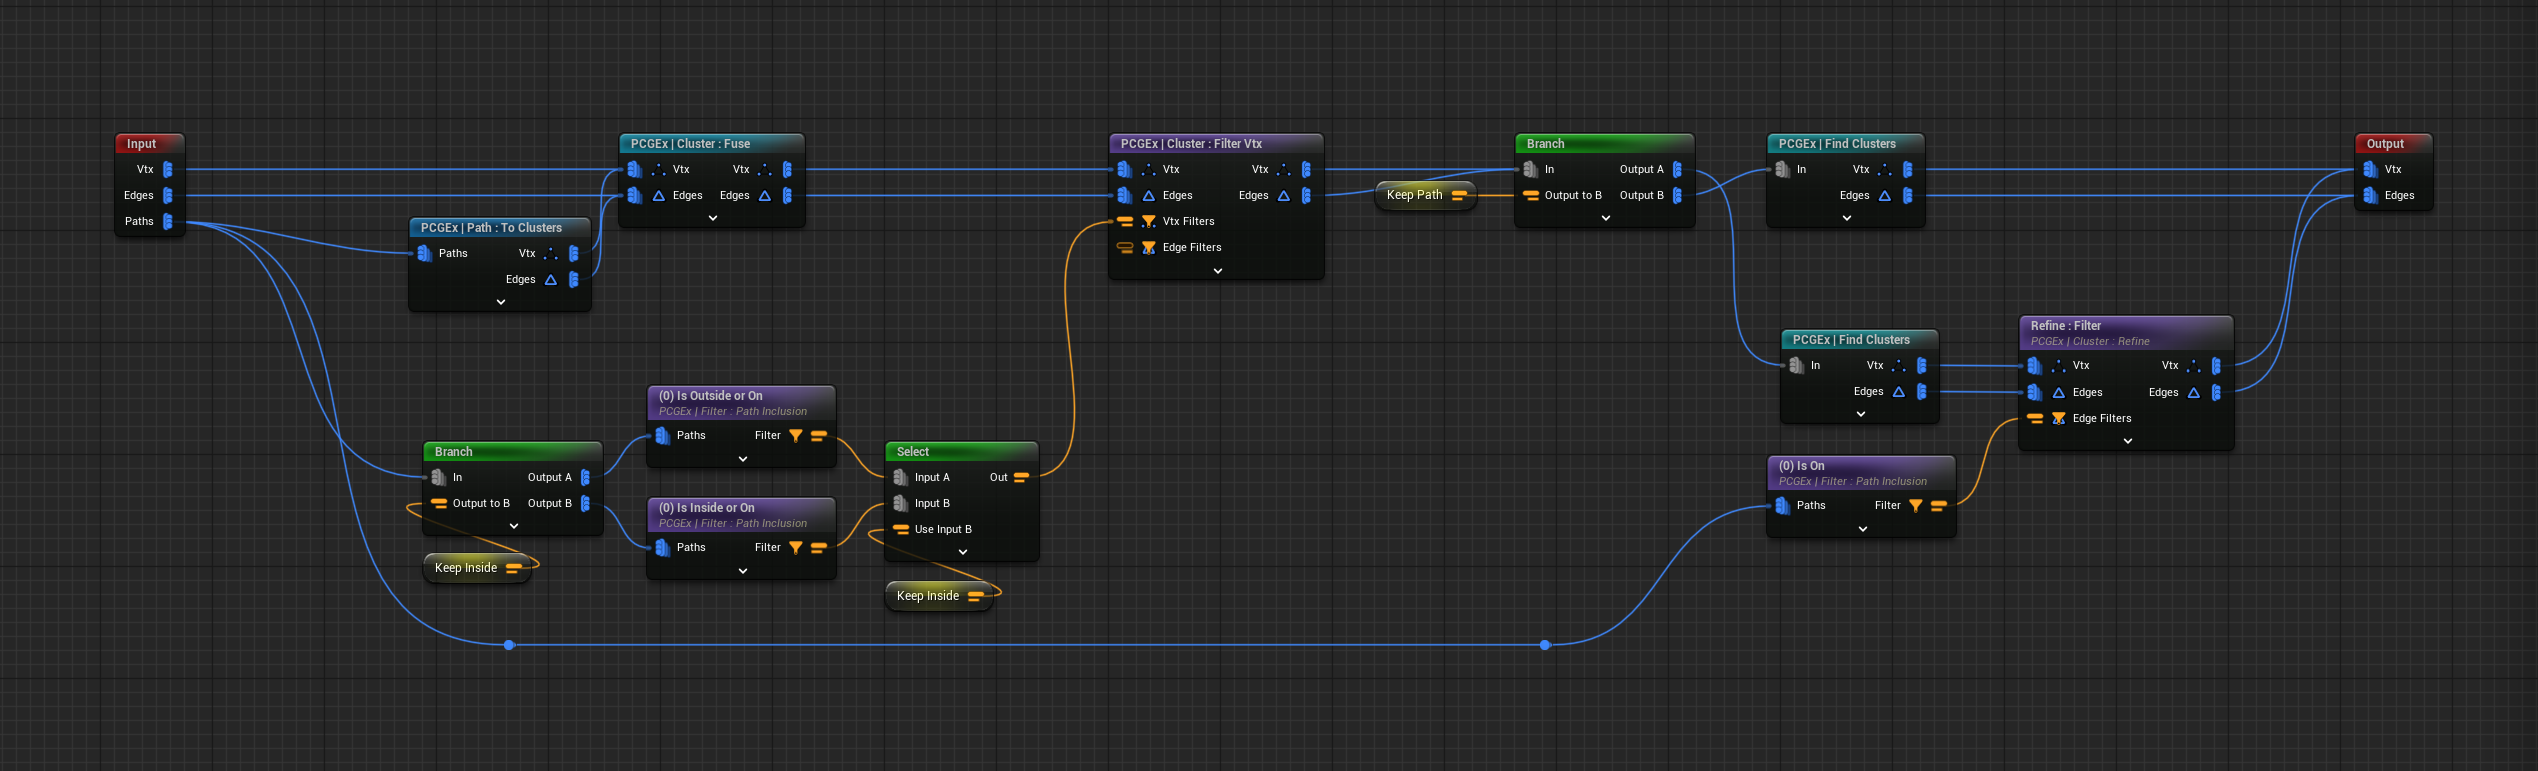 Input
Vtx
Edges
Paths
PCGEx | Path : To Clusters
Paths
Vtx
Edges
PCGEx | Cluster : Fuse
Vtx
Vtx
Edges
Edges
PCGEx | Cluster : Filter Vtx
Vtx
Vtx
Edges
Edges
Vtx Filters
Edge Filters
Keep Path
Branch
In
Output A
Output to B
Output B
PCGEx | Find Clusters
In
Vtx
Edges
Output
Vtx
Edges
PCGEx | Find Clusters
In
Vtx
Edges
Refine : Filter
PCGEx | Cluster : Refine
Vtx
Vtx
Edges
Edges
Edge Filters
Branch
In
Output A
Output to B
Output B
Keep Inside
(0) Is Outside or On
PCGEx | Filter : Path Inclusion
Paths
Filter
(0) Is Inside or On
PCGEx | Filter : Path Inclusion
Paths
Filter
Select
Input A
Out
Input B
Use Input B
Keep Inside
(0) Is On
PCGEx | Filter : Path Inclusion
Paths
Filter